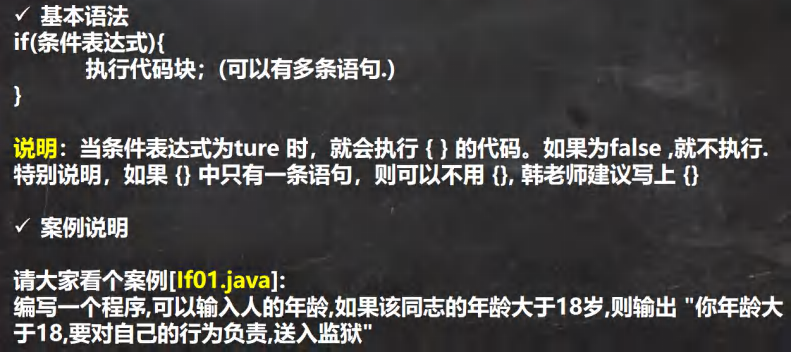 ✓ 基本语法
if(条件表达式){
执行代码块；(可以有多条语句.)
}
说明：当条件表达式为ture 时，就会执行 { } 的代码。如果为false ,就不执行.
特别说明，如果 {} 中只有一条语句，则可以不用 {}, 韩老师建议写上 {}
✓ 案例说明
请大家看个案例[If01.java]:
编写一个程序,可以输入人的年龄,如果该同志的年龄大于18岁,则输出 "你年龄大
于18,要对自己的行为负责,送入监狱"